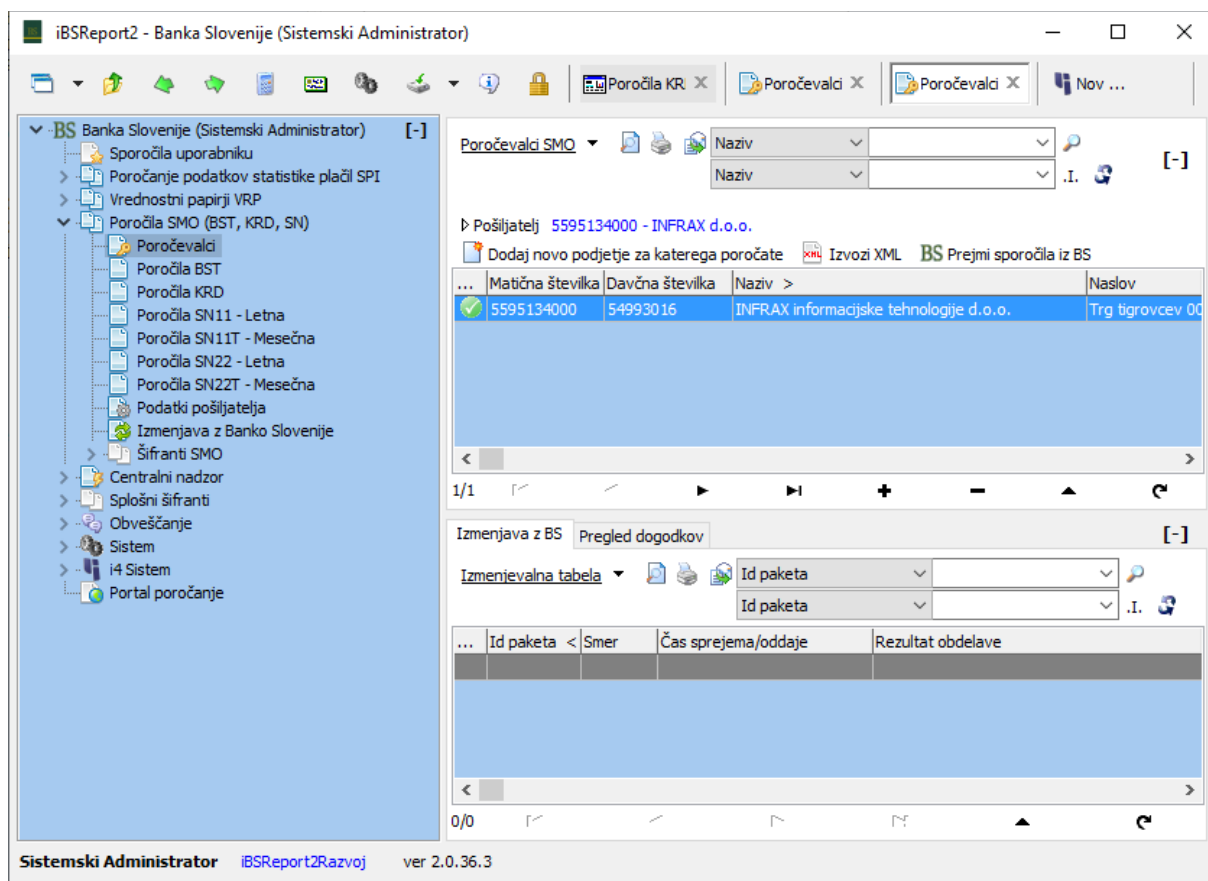 iBSReport2 - Banka Slovenije (Sistemski Administrator)
Poročila KR
Poročevalci
Poročevalci
Nov ...
BS Banka Slovenije (Sistemski Administrator) [-]
Sporočila uporabniku
Poročanje podatkov statistike plačil SPI
Vrednostni papirji VRP
Poročila SMO (BST, KRD, SN)
Poročevalci
Poročila BST
Poročila KRD
Poročila SN11 - Letna
Poročila SN11T - Mesečna
Poročila SN22 - Letna
Poročila SN22T - Mesečna
Podatki pošiljatelja
Izmenjava z Banko Slovenije
Šifranti SMO
Centralni nadzor
Splošni šifranti
Obveščanje
Sistem
i4 Sistem
Portal poročanje
Poročevalci SMO
Naziv
Naziv
.I.
[-]
Pošiljatelj 5595134000 - INFRAX d.o.o.
Dodaj novo podjetje za katerega poročate XML Izvozi XML BS Prejmi sporočila iz BS
... Matična številka Davčna številka Naziv > Naslov
5595134000 54993016 INFRAX informacijske tehnologije d.o.o. Trg tigrovcev 00
1/1
Izmenjava z BS Pregled dogodkov [-]
Izmenjevalna tabela
Id paketa
Id paketa
.I.
... Id paketa < Smer Čas sprejema/oddaje Rezultat obdelave
0/0
Sistemski Administrator iBSReport2Razvoj ver 2.0.36.3